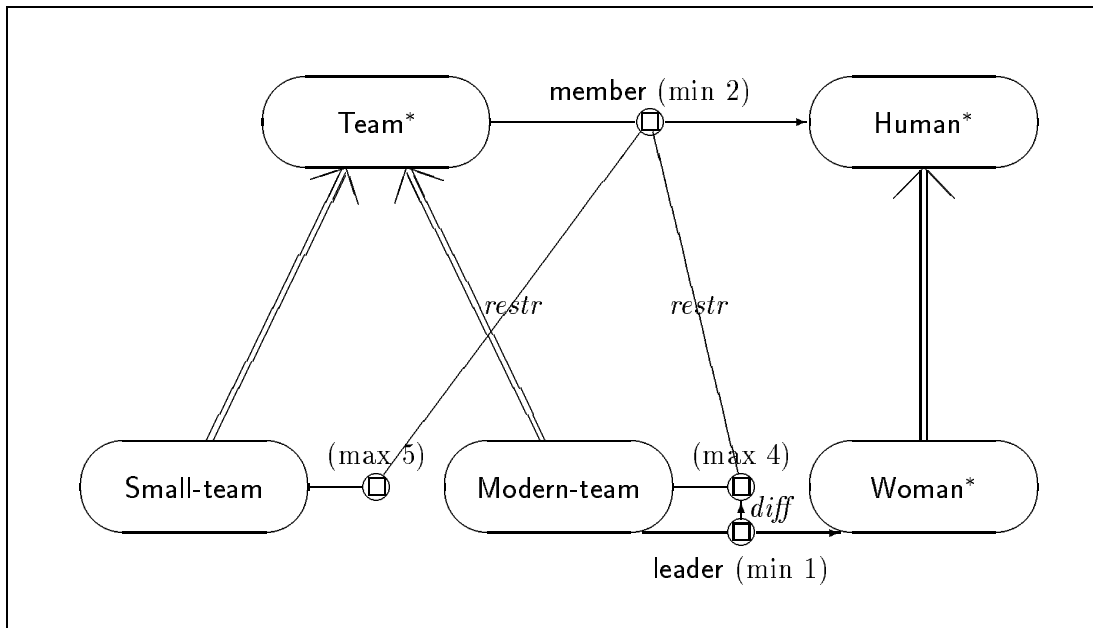 member (min 2)
Team*
Human*
restr
restr
(max 5)
(max 4)
Small-team
Modern-team
Woman*
diff
leader (min 1)